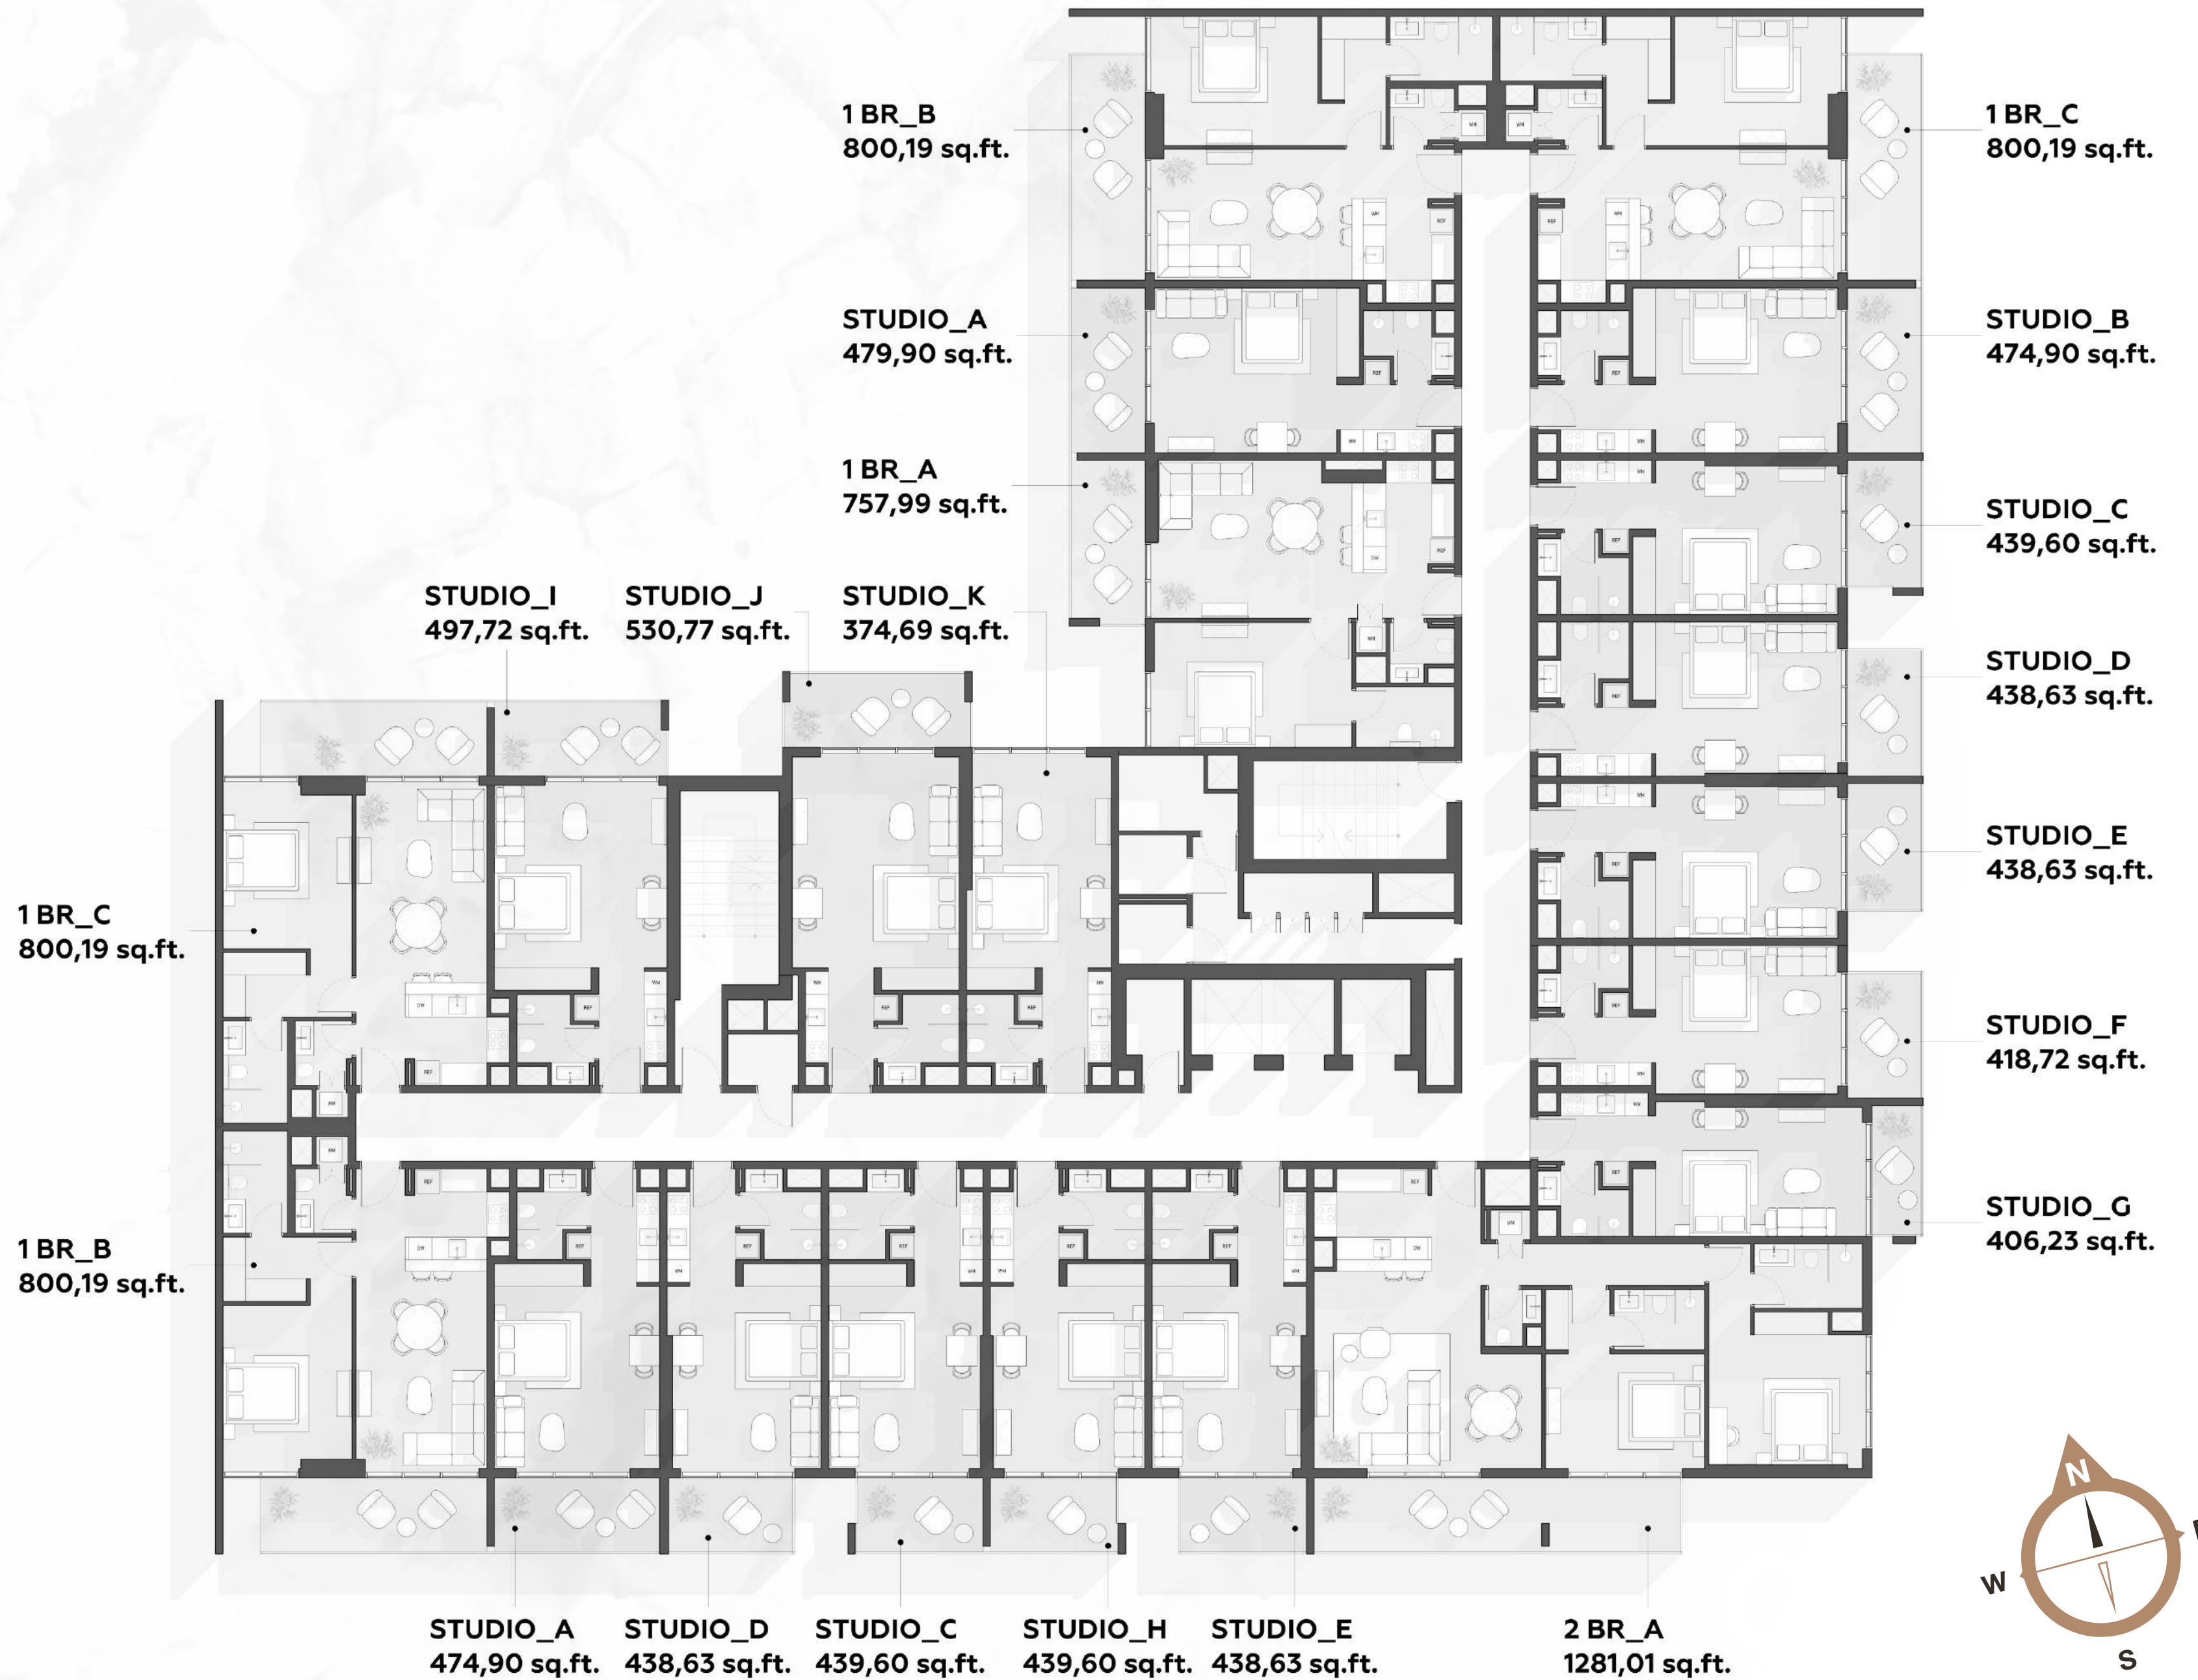 1 BR_B
800,19 sq.ft.
1 BR_C
800,19 sq.ft.
STUDIO_A
479,90 sq.ft.
STUDIO_B
474,90 sq.ft.
1 BR_A
757,99 sq.ft.
STUDIO_C
439,60 sq.ft.
STUDIO_I
497,72 sq.ft.
STUDIO_J
530,77 sq.ft.
STUDIO_K
374,69 sq.ft.
STUDIO_D
438,63 sq.ft.
STUDIO_E
438,63 sq.ft.
1 BR_C
800,19 sq.ft.
STUDIO_F
418,72 sq.ft.
STUDIO_G
406,23 sq.ft.
1 BR_B
800,19 sq.ft.
STUDIO_A
474,90 sq.ft.
STUDIO_D
438,63 sq.ft.
STUDIO_C
439,60 sq.ft.
STUDIO_H
439,60 sq.ft.
STUDIO_E
438,63 sq.ft.
2 BR_A
1281,01 sq.ft.
N
W
S